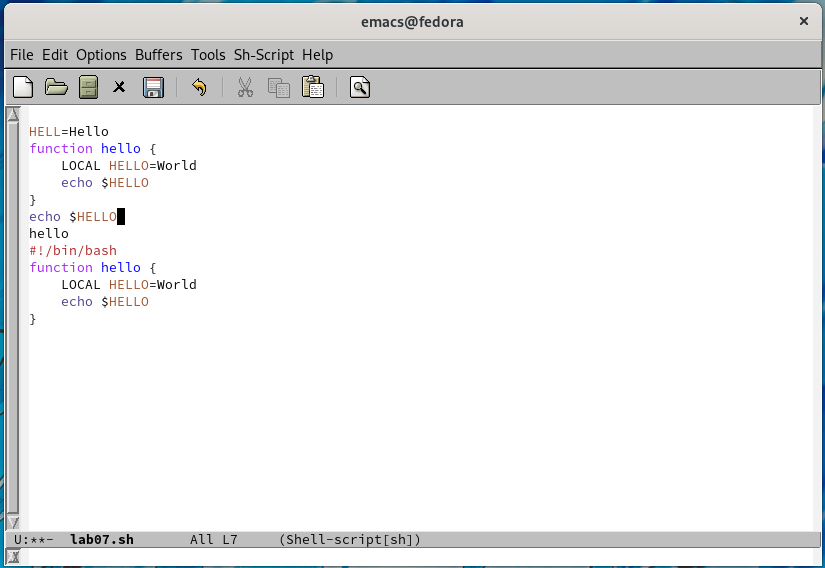 emacs@fedora ×
File Edit Options Buffers Tools Sh-Script Help
HELL=Hello
function hello {
    LOCAL HELLO=World
    echo $HELLO
}
echo $HELLO
hello
#!/bin/bash
function hello {
    LOCAL HELLO=World
    echo $HELLO
}
U:**-  lab07.sh       All L7     (Shell-script[sh])